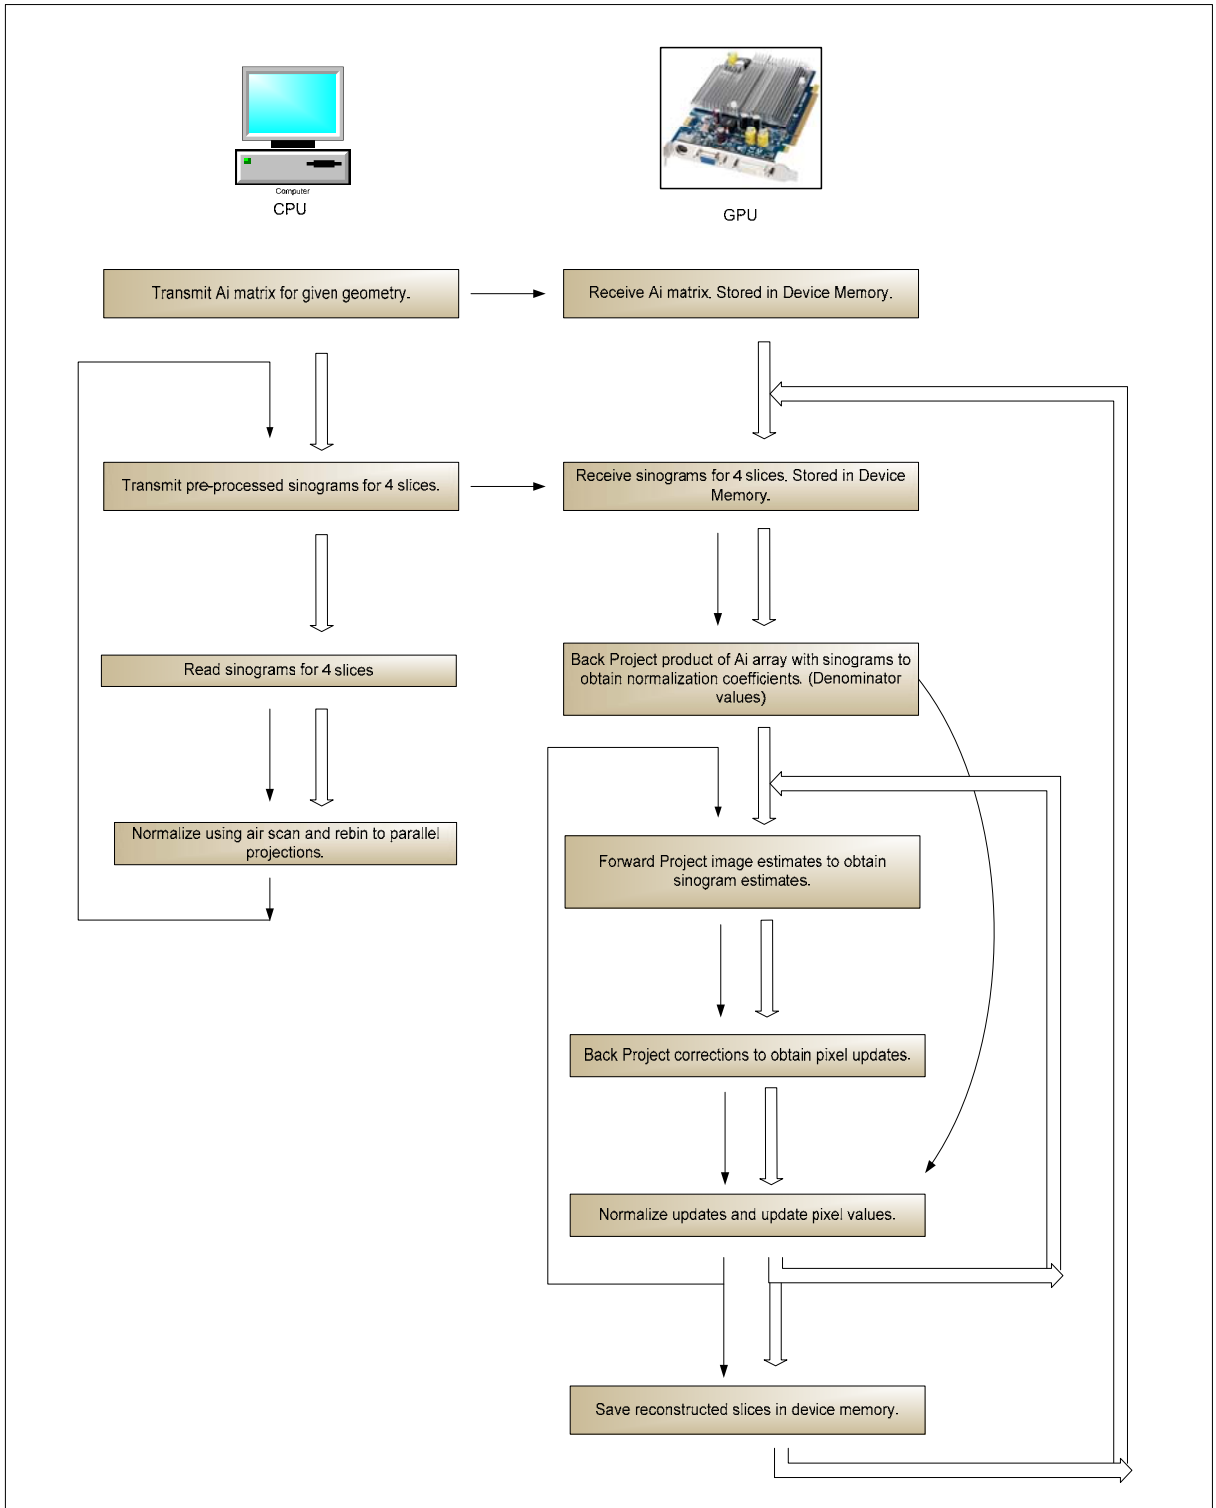 Computer
CPU
GPU
Transmit Ai matrix for given geometry.
Receive Ai matrix. Stored in Device Memory.
Transmit pre-processed sinograms for 4 slices.
Receive sinograms for 4 slices. Stored in Device
Memory.
Read sinograms for 4 slices
Back Project product of Ai array with sinograms to
obtain normalization coefficients. (Denominator
values)
Normalize using air scan and rebin to parallel
projections.
Forward Project image estimates to obtain
sinogram estimates.
Back Project corrections to obtain pixel updates.
Normalize updates and update pixel values.
Save reconstructed slices in device memory.